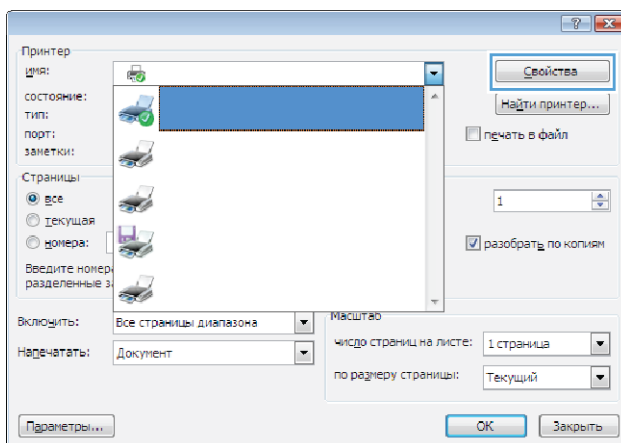 Принтер
имя:
Свойства
состояние:
Найти принтер...
тип:
порт:
печать в файл
заметки:
Страницы
все
1
текущая
номера:
разобрать по копиям
Введите номера
разделенные з
Включить: Все страницы диапазона
Масштаб
число страниц на листе: 1 страница
Напечатать: Документ
по размеру страницы: Текущий
Параметры...
OK
Закрыть